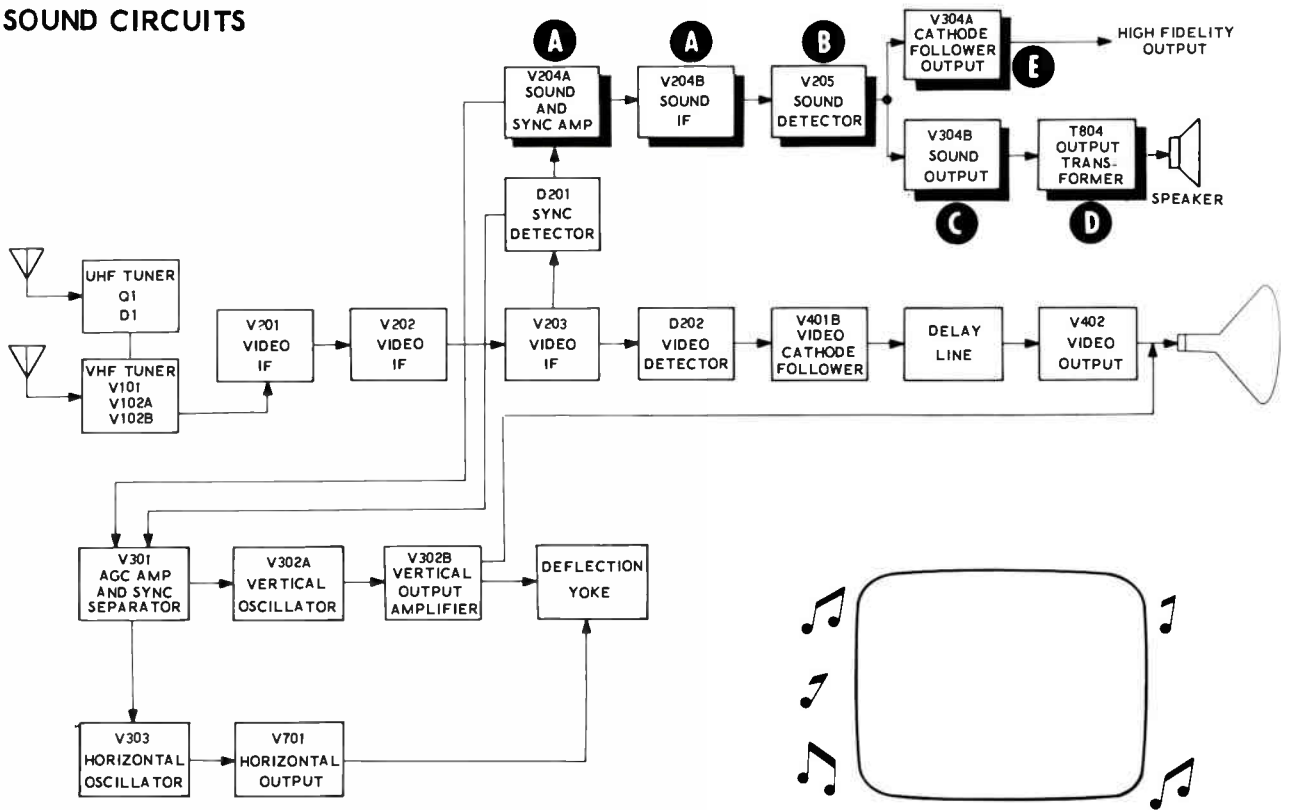 SOUND CIRCUITS
A
A
B
V304A
CATHODE
FOLLOWER
OUTPUT
E
HIGH FIDELITY
OUTPUT
V204A
SOUND
AND
SYNC AMP
V204B
SOUND
IF
V205
SOUND
DETECTOR
V304B
SOUND
OUTPUT
C
T804
OUTPUT
TRANS-
FORMER
D
SPEAKER
D201
SYNC
DETECTOR
UHF TUNER
Q1
D1
VHF TUNER
V101
V102A
V102B
V201
VIDEO
IF
V202
VIDEO
IF
V203
VIDEO
IF
D202
VIDEO
DETECTOR
V401B
VIDEO
CATHODE
FOLLOWER
DELAY
LINE
V402
VIDEO
OUTPUT
V301
AGC AMP
AND SYNC
SEPARATOR
V302A
VERTICAL
OSCILLATOR
V302B
VERTICAL
OUTPUT
AMPLIFIER
DEFLECTION
YOKE
V303
HORIZONTAL
OSCILLATOR
V701
HORIZONTAL
OUTPUT